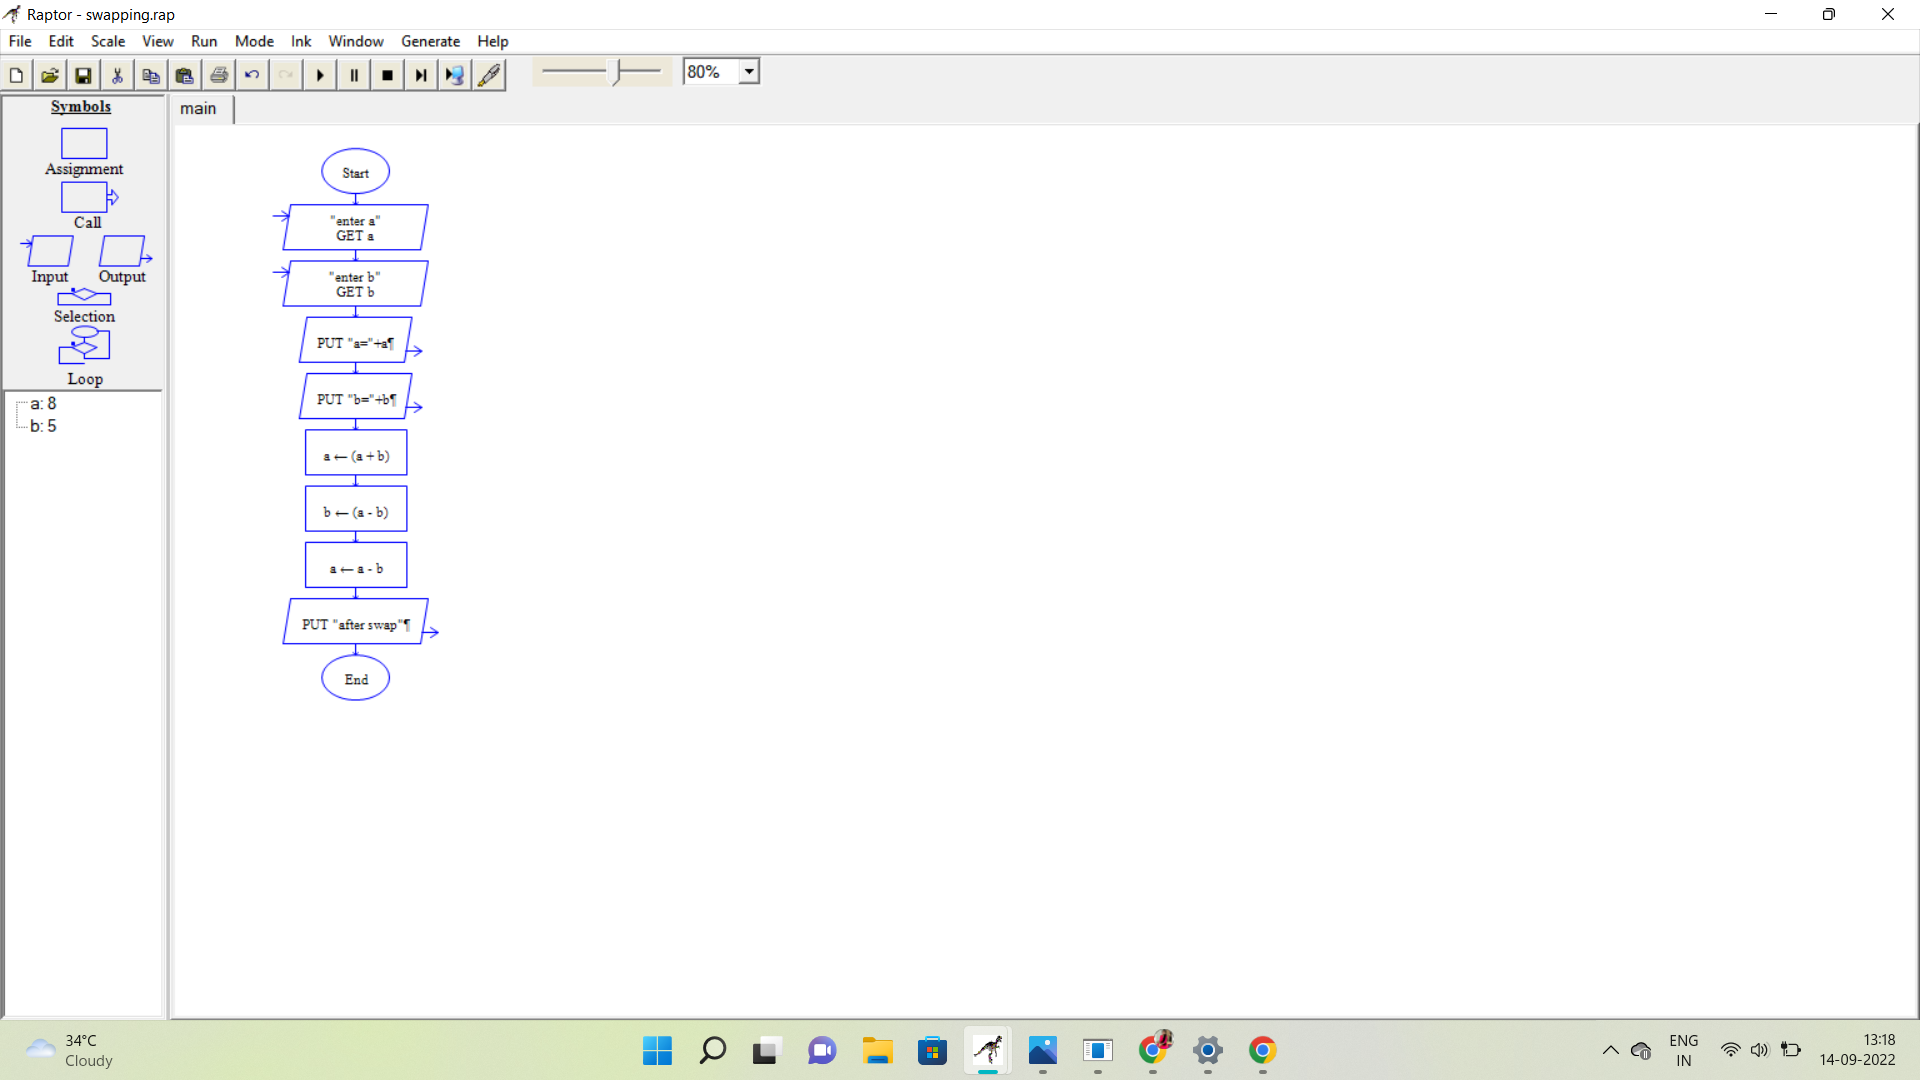 Raptor - swapping.rap
File Edit Scale View Run Mode Ink Window Generate Help
80%
Symbols
Assignment
Call
Input Output
Selection
Loop
a: 8
b: 5
main
Start
"enter a"
GET a
"enter b"
GET b
PUT "a="+a¶
PUT "b="+b¶
a ← (a + b)
b ← (a - b)
a ← a - b
PUT "after swap"¶
End
34°C
Cloudy
ENG
IN
13:18
14-09-2022